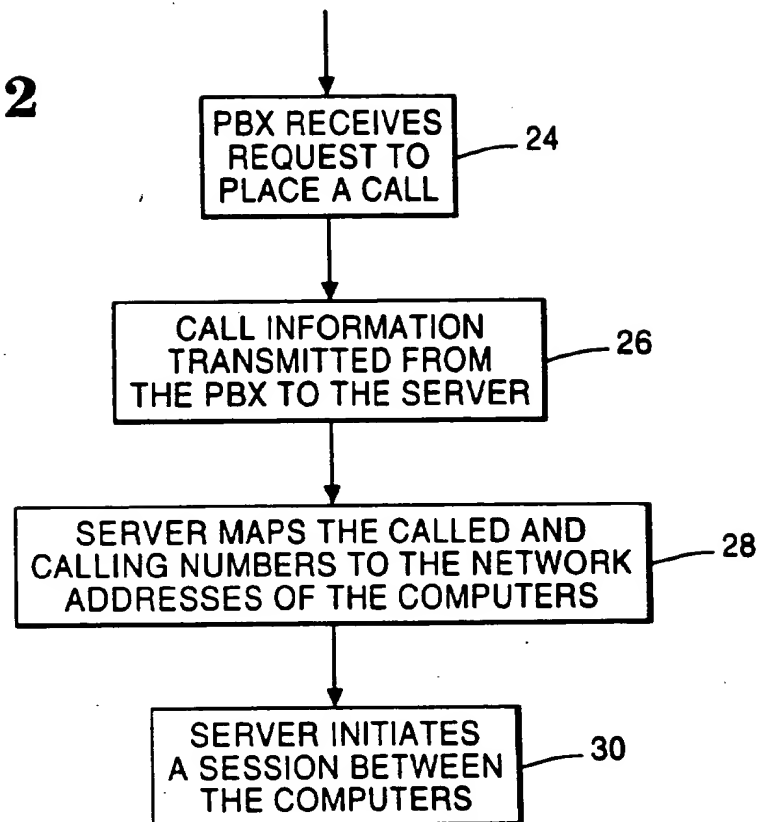 2
PBX RECEIVES
REQUEST TO
PLACE A CALL
24
CALL INFORMATION
TRANSMITTED FROM
THE PBX TO THE SERVER
26
SERVER MAPS THE CALLED AND
CALLING NUMBERS TO THE NETWORK
ADDRESSES OF THE COMPUTERS
28
SERVER INITIATES
A SESSION BETWEEN
THE COMPUTERS
30